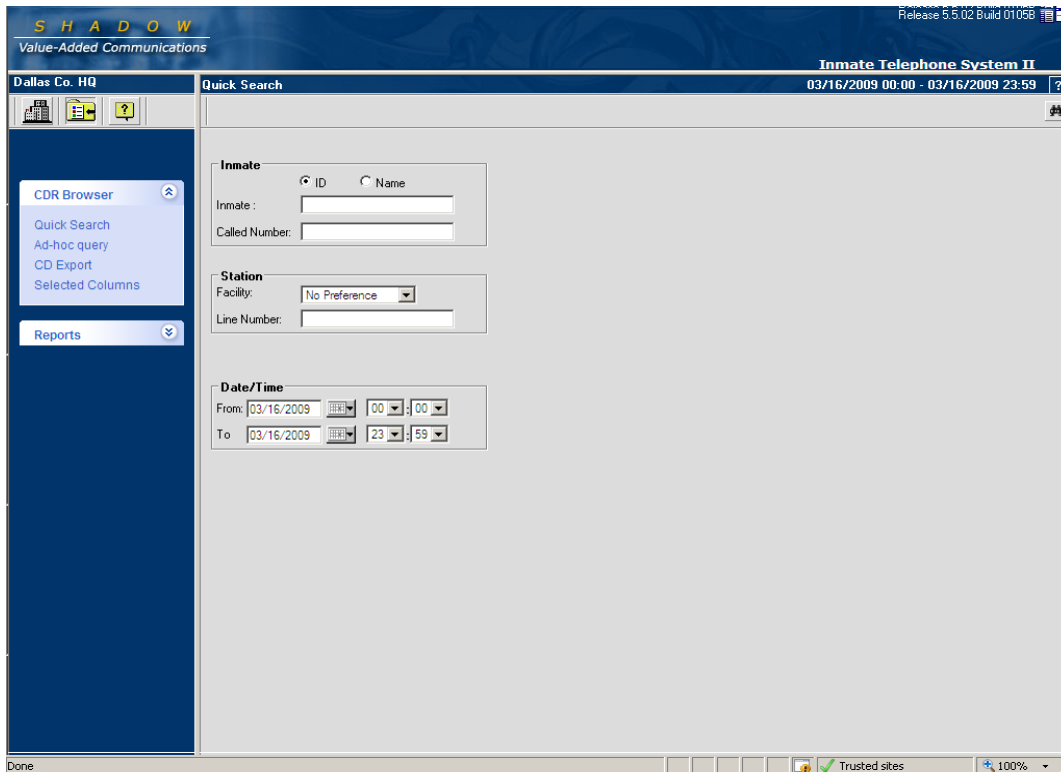 Release 5.5.02 Build 0105B
S H A D O W
Value-Added Communications
Inmate Telephone System II
Dallas Co. HQ
Quick Search
03/16/2009 00:00 - 03/16/2009 23:59
?
?
Inmate
ID
Name
Inmate :
Called Number:
CDR Browser
Quick Search
Ad-hoc query
CD Export
Selected Columns
Reports
Station
Facility:
No Preference
Line Number:
Date/Time
From: 03/16/2009 00 : 00
To 03/16/2009 23 : 59
Done
Trusted sites
100%